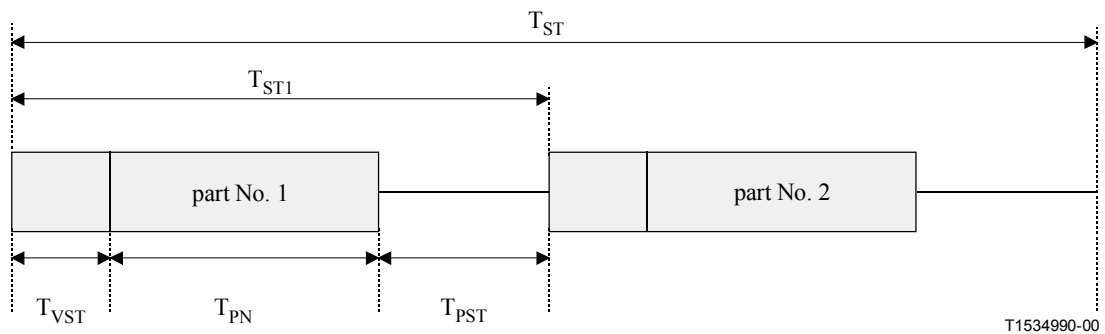 T_ST
T_ST1
part No. 1
part No. 2
T_VST
T_PN
T_PST
T1534990-00